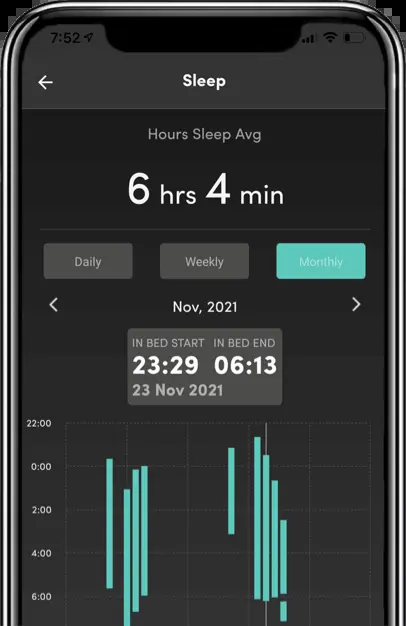 7:52
Sleep
Hours Sleep Avg
6 hrs 4 min
Daily Weekly Monthly
Nov, 2021
IN BED START IN BED END
23:29 06:13
23 Nov 2021
22:00
0:00
2:00
4:00
6:00